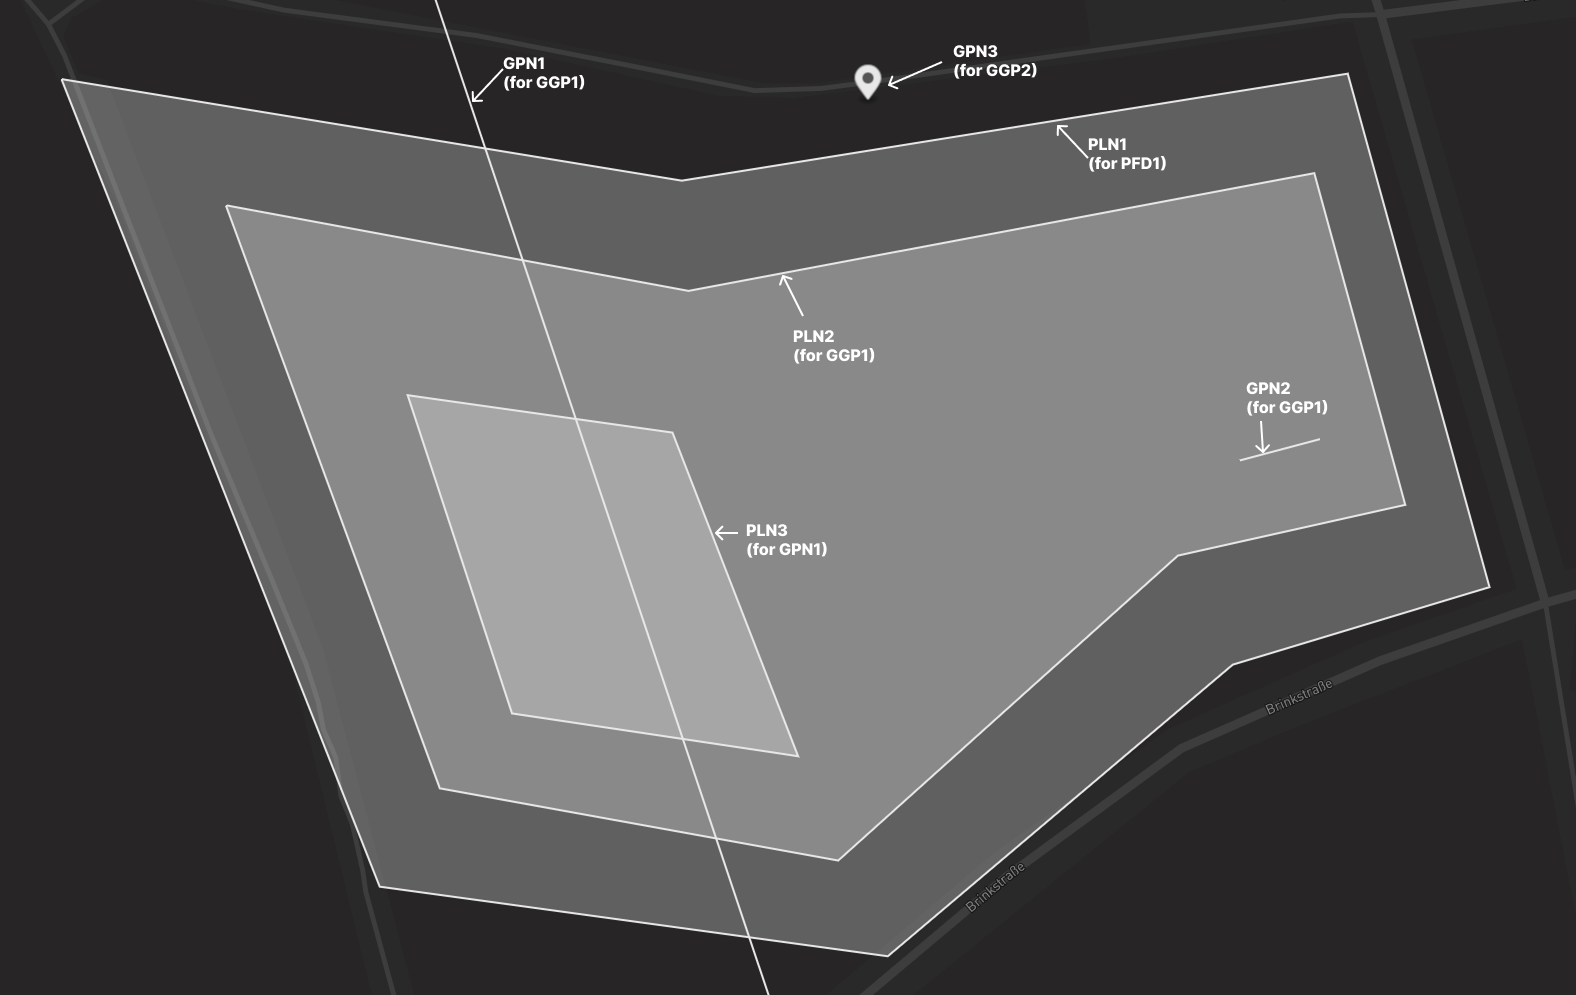 GPN3
(for GGP2)
GPN1
(for GGP1)
PLN1
(for PFD1)
PLN2
(for GGP1)
GPN2
(for GGP1)
PLN3
(for GPN1)
Brinkstraße
Brinkstraße